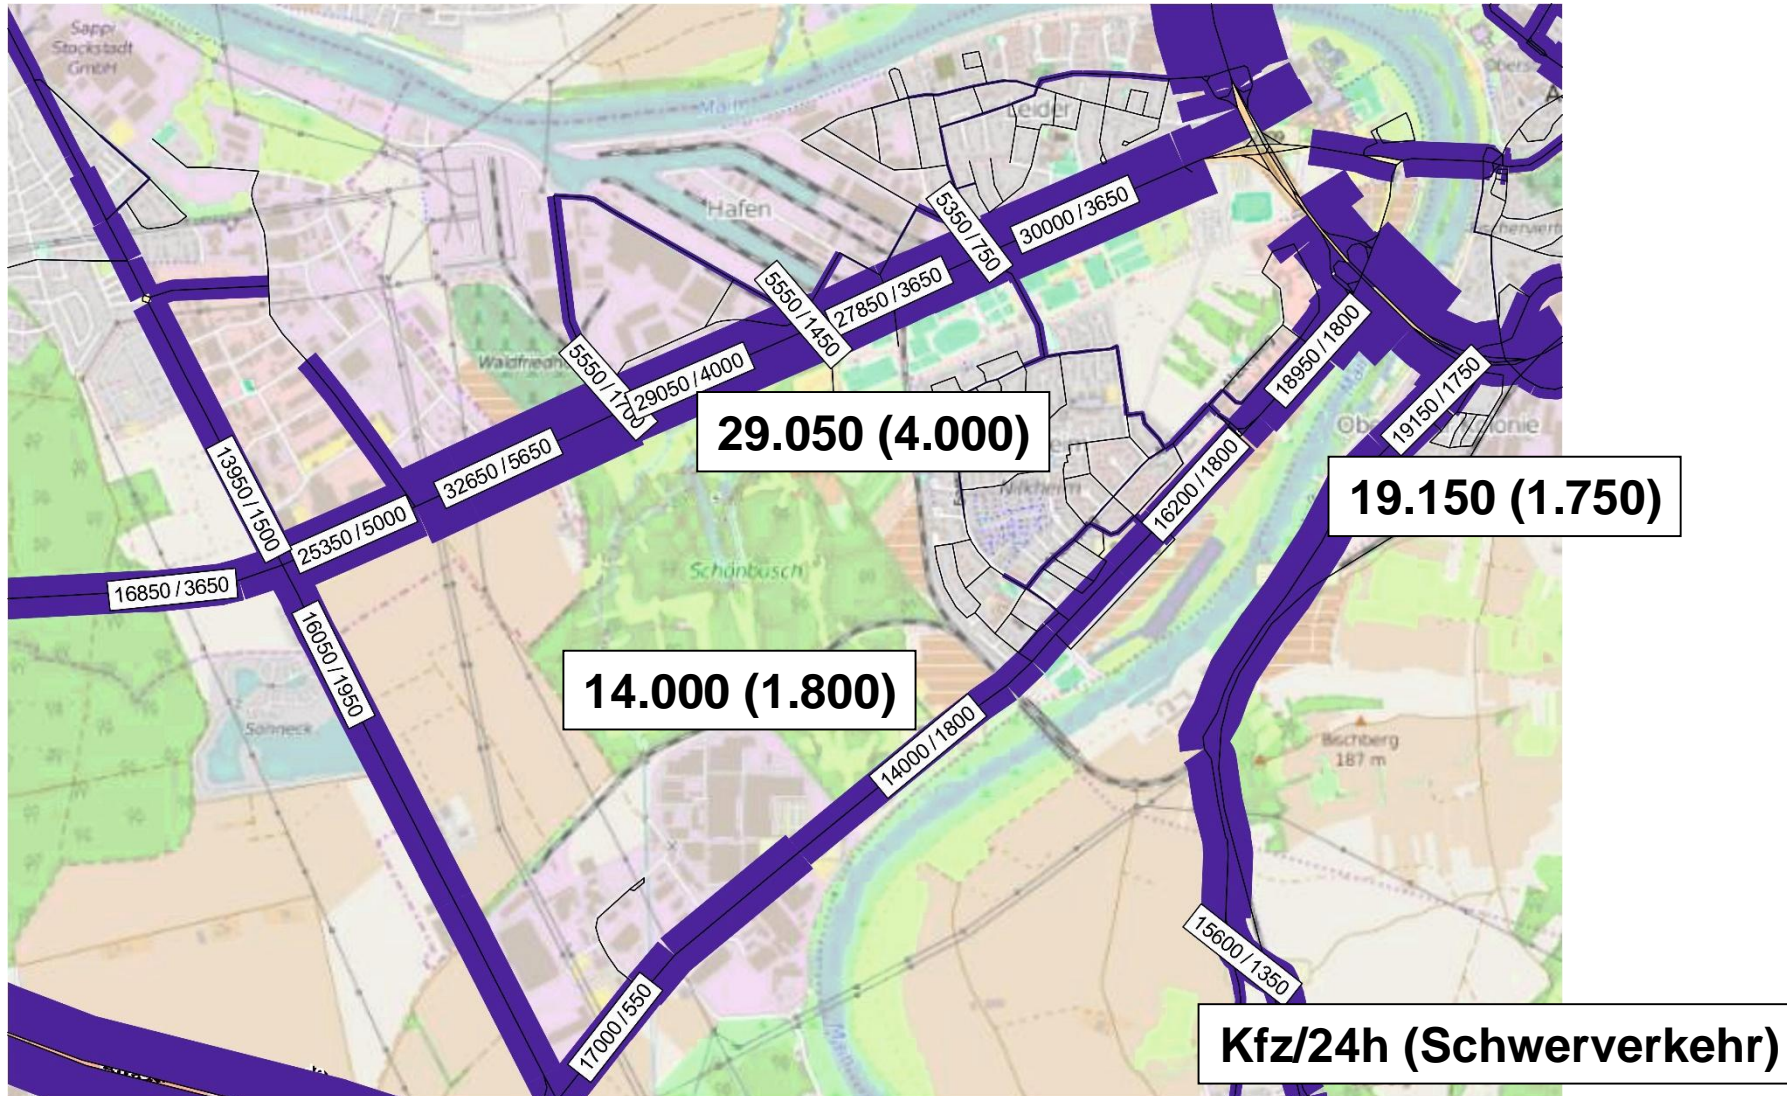 Sappi
Stockstadt
GmbH
Main
Leider
Hafen
5350 / 750
30000 / 3650
27850 / 3650
5550 / 1450
5550 / 1700
29050 / 4000
29.050 (4.000)
18950 / 1800
19150 / 1750
13950 / 1500
32650 / 5650
25350 / 5000
16200 / 1800
Nilkheim
19.150 (1.750)
16850 / 3650
Schönbusch
16050 / 1950
14.000 (1.800)
Sonneck
14000 / 1800
Bischberg
187 m
15600 / 1350
17000 / 550
Kfz/24h (Schwerverkehr)